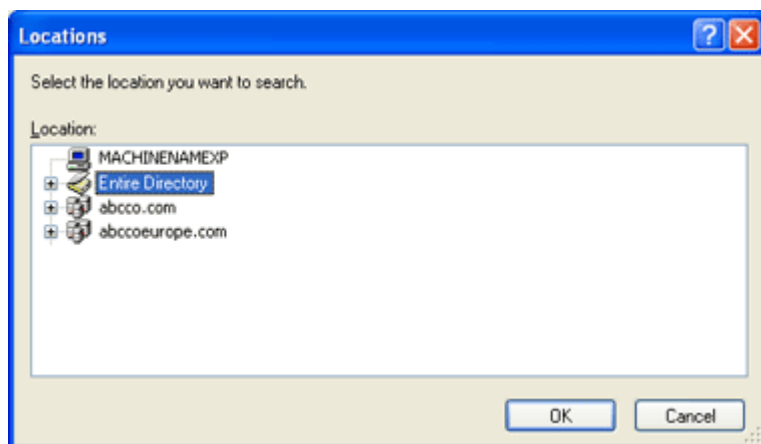 Locations
Select the location you want to search.
Location:
MACHINENAMEXP
Entire Directory
abcco.com
abccoeurope.com
OK Cancel